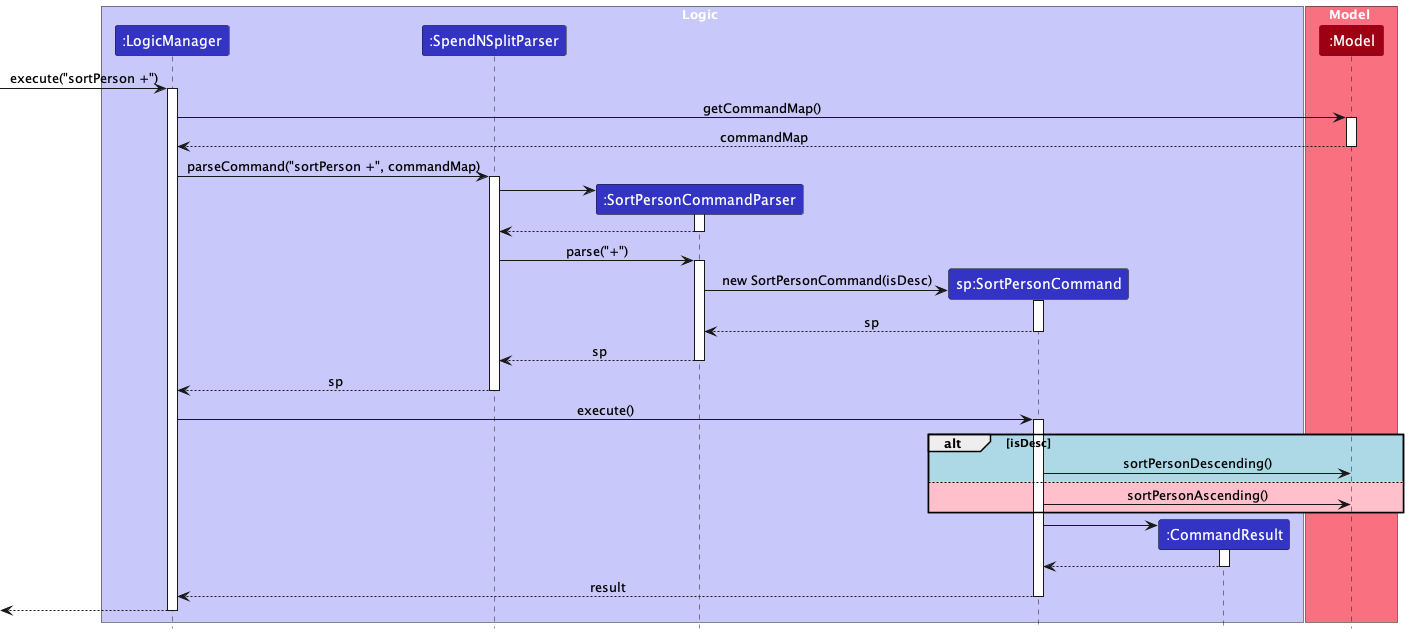 Logic
Model
:LogicManager
:SpendNSplitParser
:Model
execute("sortPerson +")
getCommandMap()
commandMap
parseCommand("sortPerson +", commandMap)
:SortPersonCommandParser
parse("+")
new SortPersonCommand(isDesc)
sp:SortPersonCommand
sp
sp
sp
execute()
alt
[isDesc]
sortPersonDescending()
sortPersonAscending()
:CommandResult
result